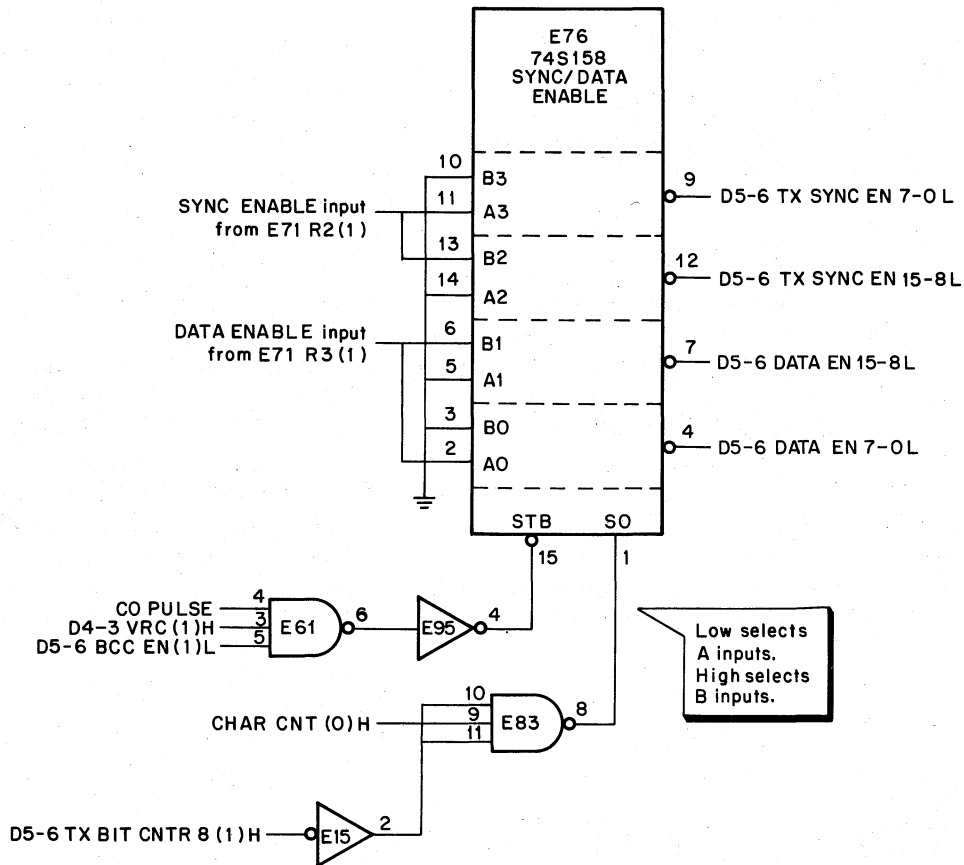 E76
74S158
SYNC/DATA
ENABLE
10
B3
9
D5-6 TX SYNC EN 7-0 L
SYNC ENABLE input
from E71 R2(1)
11
A3
13
B2
12
D5-6 TX SYNC EN 15-8L
14
A2
DATA ENABLE input
from E71 R3(1)
6
B1
7
D5-6 DATA EN 15-8L
5
A1
3
B0
4
D5-6 DATA EN 7-0L
2
A0
STB
S0
15
1
CO PULSE
4
D4-3 VRC (1)H
3
D5-6 BCC EN(1)L
5
E61
6
E95
4
Low selects
A inputs.
High selects
B inputs.
10
CHAR CNT (0) H
9
11
E83
8
D5-6 TX BIT CNTR 8 (1) H
E15
2